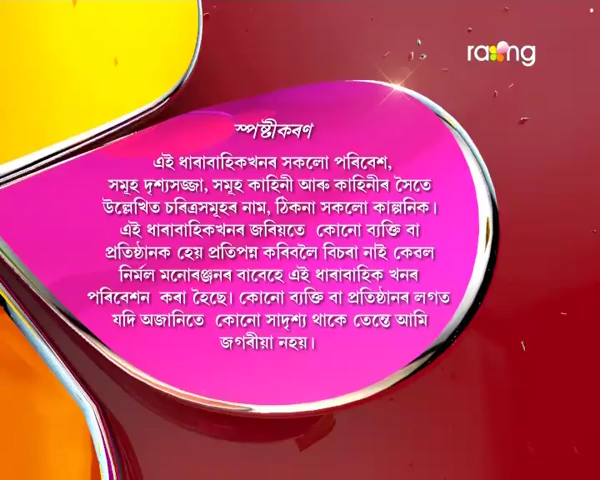 rang
স্পষ্টীকৰণ
এই ধাৰাবাহিকখনৰ সকলো পৰিবেশ,
সমূহ দৃশ্যসজ্জা, সমূহ কাহিনী আৰু কাহিনীৰ সৈতে
উল্লেখিত চৰিত্ৰসমূহৰ নাম, ঠিকনা সকলো কাল্পনিক।
এই ধাৰাবাহিকখনৰ জৰিয়তে কোনো ব্যক্তি বা
প্ৰতিষ্ঠানক হেয় প্ৰতিপন্ন কৰিবলৈ বিচৰা নাই কেৱল
নিৰ্মল মনোৰঞ্জনৰ বাবেহে এই ধাৰাবাহিক খনৰ
পৰিবেশন কৰা হৈছে। কোনো ব্যক্তি বা প্ৰতিষ্ঠানৰ লগত
যদি অজানিতে কোনো সাদৃশ্য থাকে তেন্তে আমি
জগৰীয়া নহয়।